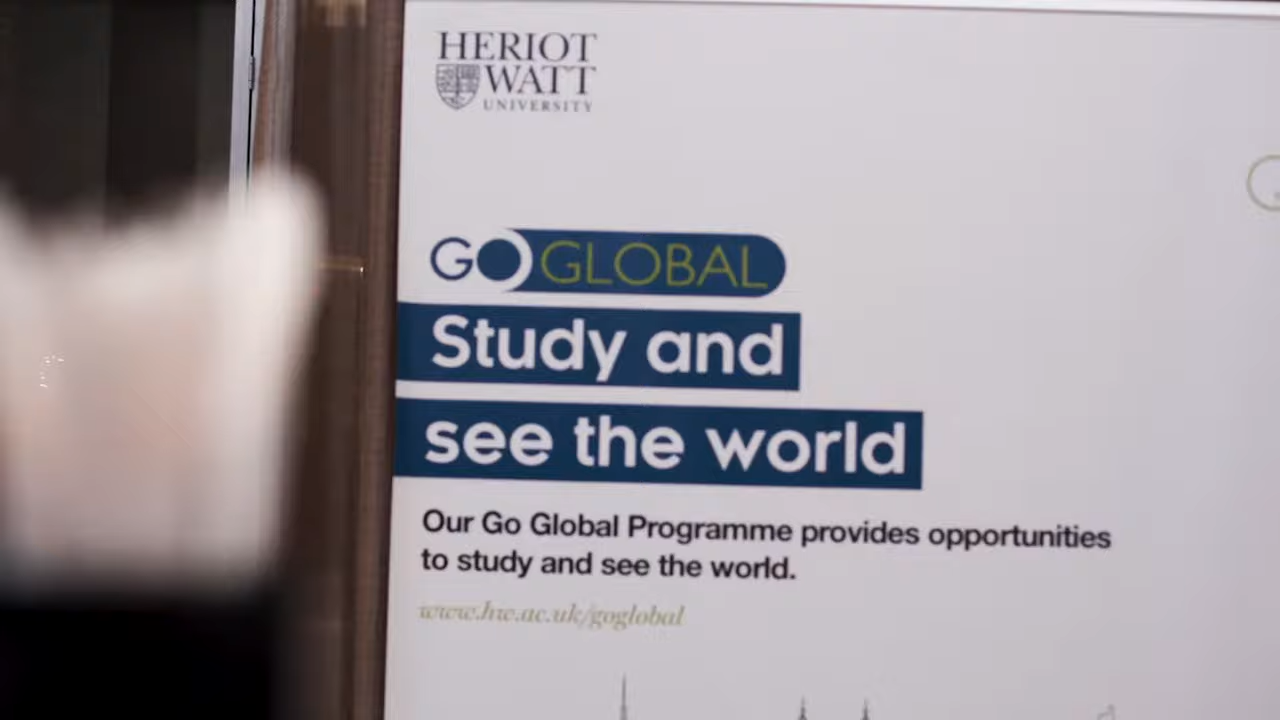 HERIOT
WATT
UNIVERSITY
GO GLOBAL
Study and
see the world
Our Go Global Programme provides opportunities
to study and see the world.
www.hw.ac.uk/goglobal